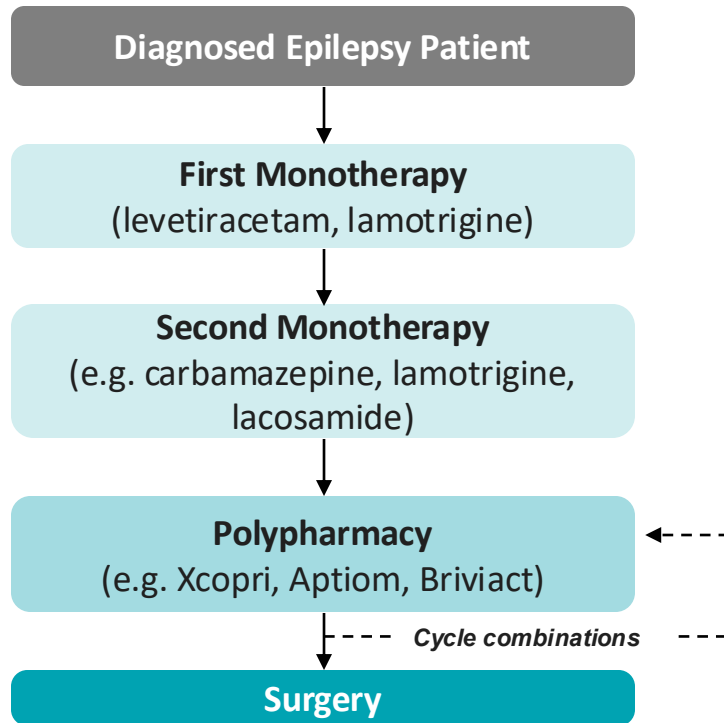 Diagnosed Epilepsy Patient
First Monotherapy
(levetiracetam, lamotrigine)
Second Monotherapy
(e.g. carbamazepine, lamotrigine,
lacosamide)
Polypharmacy
(e.g. Xcopri, Aptiom, Briviact)
Cycle combinations
Surgery